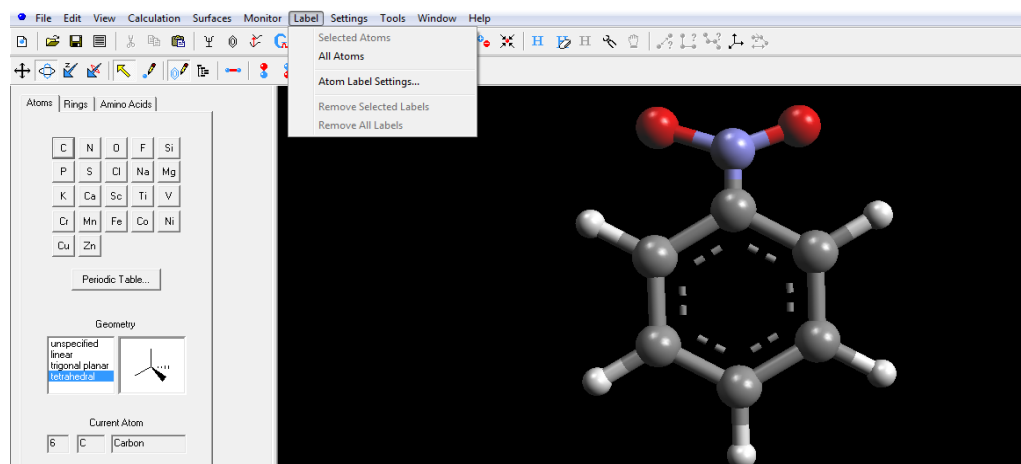 File Edit View Calculation Surfaces Monitor Label Settings Tools Window Help
H H
Selected Atoms
All Atoms
Atom Label Settings...
Remove Selected Labels
Remove All Labels
Atoms Rings Amino Acids
C N O F Si
P S Cl Na Mg
K Ca Sc Ti V
Cr Mn Fe Co Ni
Cu Zn
Periodic Table...
Geometry
unspecified
linear
trigonal planar
tetrahedral
Current Atom
6 C Carbon